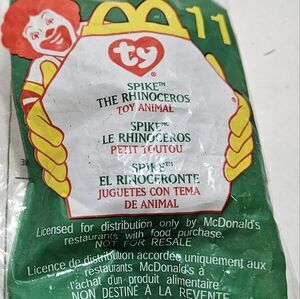 11
ty
SPIKE™
THE RHINOCEROS
TOY ANIMAL
SPIKE™
LE RHINOCÉROS
PETIT TOUTOU
SPIKE™
EL RINOCERONTE
JUGUETES CON TEMA
DE ANIMAL
Licensed for distribution only by McDonald's
restaurants with food purchase.
NOT FOR RESALE
Licence de distribution accordée uniquement aux
restaurants McDonald's à
l'achat d'un produit alimentaire.
NON DESTINÉ À LA REVENTE